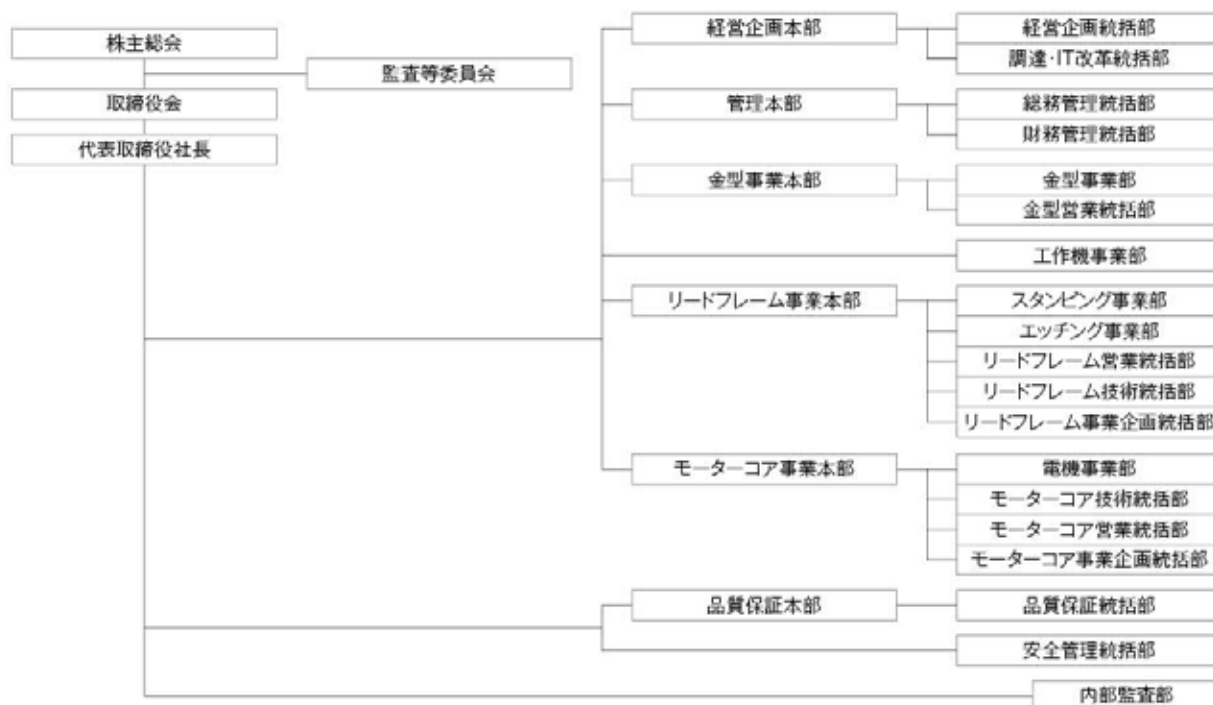 株主総会
監査等委員会
取締役会
代表取締役社長
経営企画本部
経営企画統括部
調達・IT改革統括部
管理本部
総務管理統括部
財務管理統括部
金型事業本部
金型事業部
金型営業統括部
工作機事業部
リードフレーム事業本部
スタンピング事業部
エッチング事業部
リードフレーム営業統括部
リードフレーム技術統括部
リードフレーム事業企画統括部
モーターコア事業本部
電機事業部
モーターコア技術統括部
モーターコア営業統括部
モーターコア事業企画統括部
品質保証本部
品質保証統括部
安全管理統括部
内部監査部